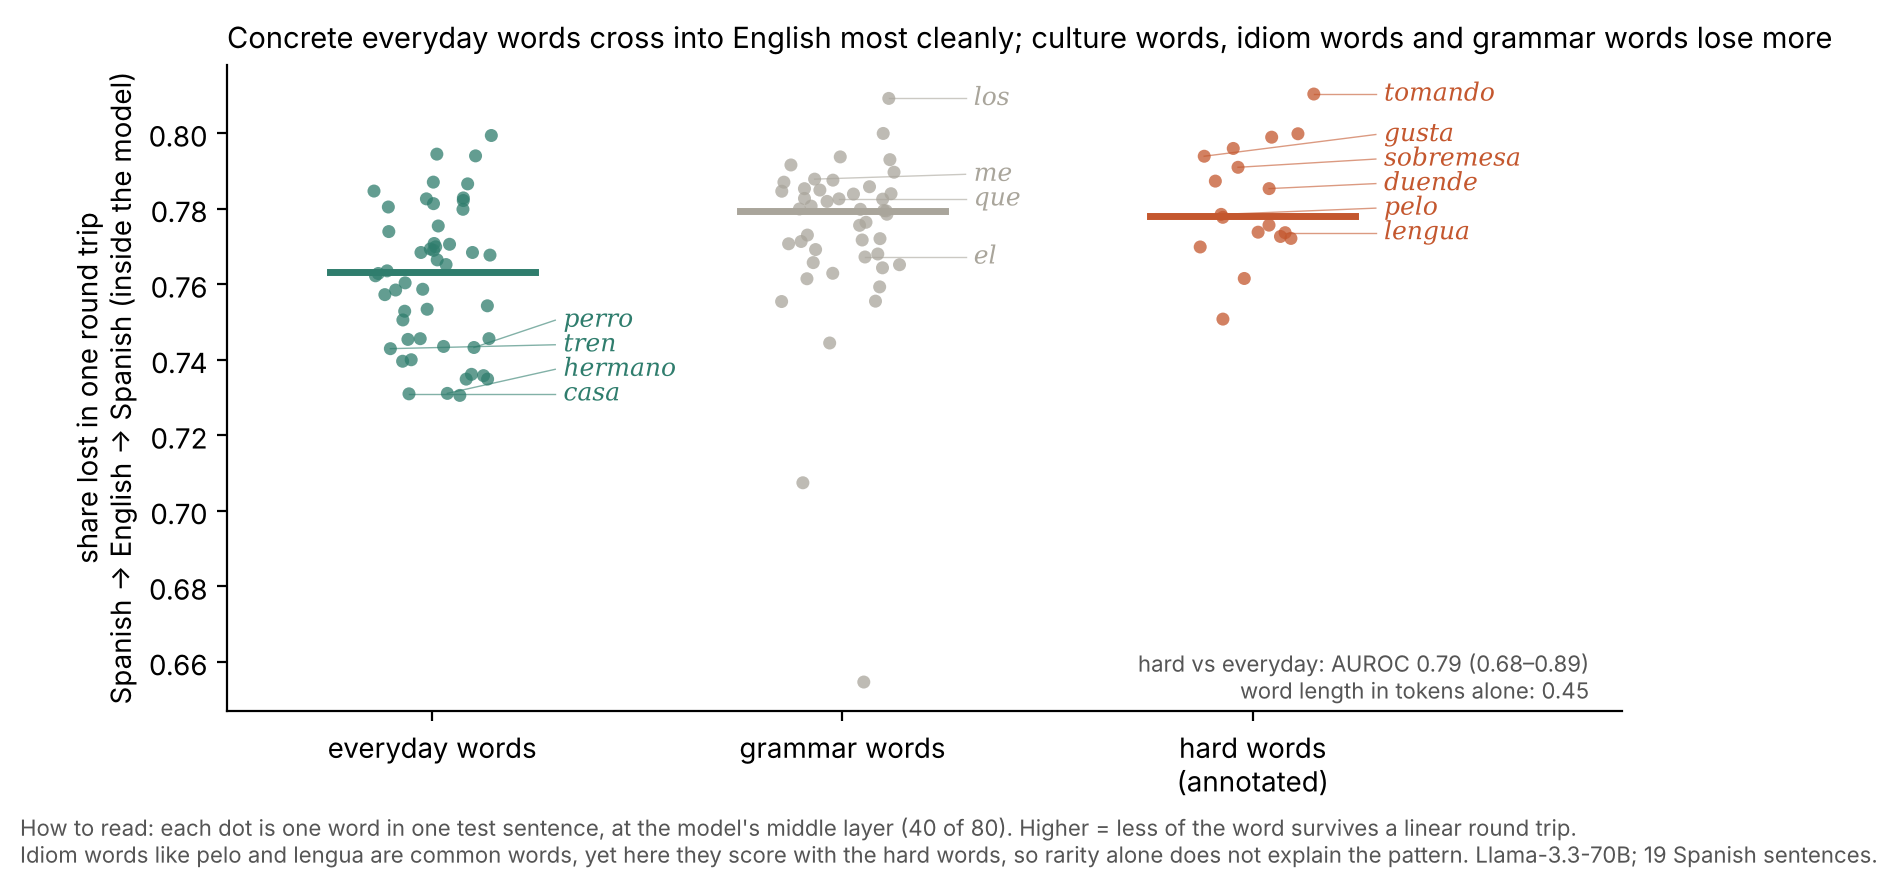 Concrete everyday words cross into English most cleanly; culture words, idiom words and grammar words lose more
share lost in one round trip
Spanish → English → Spanish (inside the model)
0.80
0.78
0.76
0.74
0.72
0.70
0.68
0.66
perro
tren
hermano
casa
los
me
que
el
tomando
gusta
sobremesa
duende
pelo
lengua
hard vs everyday: AUROC 0.79 (0.68–0.89)
word length in tokens alone: 0.45
everyday words
grammar words
hard words
(annotated)
How to read: each dot is one word in one test sentence, at the model's middle layer (40 of 80). Higher = less of the word survives a linear round trip.
Idiom words like pelo and lengua are common words, yet here they score with the hard words, so rarity alone does not explain the pattern. Llama-3.3-70B; 19 Spanish sentences.